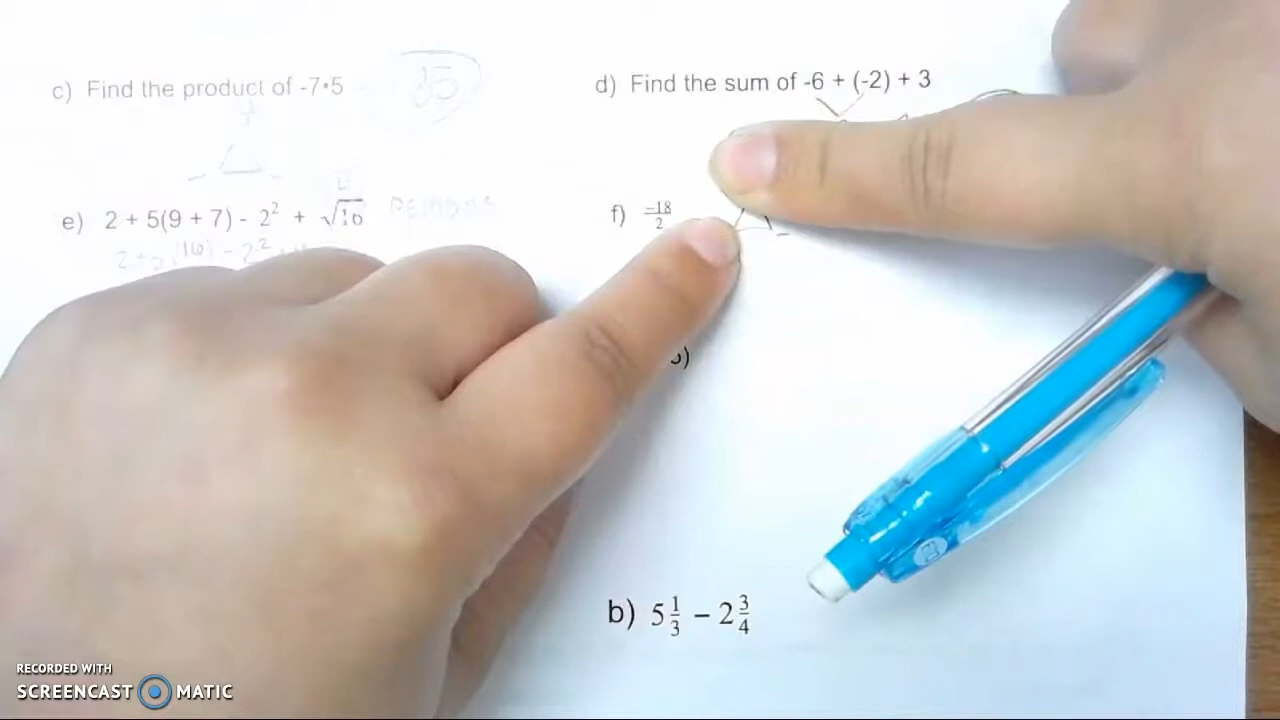 c) Find the product of -7•5
35
d) Find the sum of -6 + (-2) + 3
e) 2 + 5(9 + 7) - 2² + √16
PEMDAS
f) -18/2
b) 5 1/3 − 2 3/4
RECORDED WITH
SCREENCAST MATIC